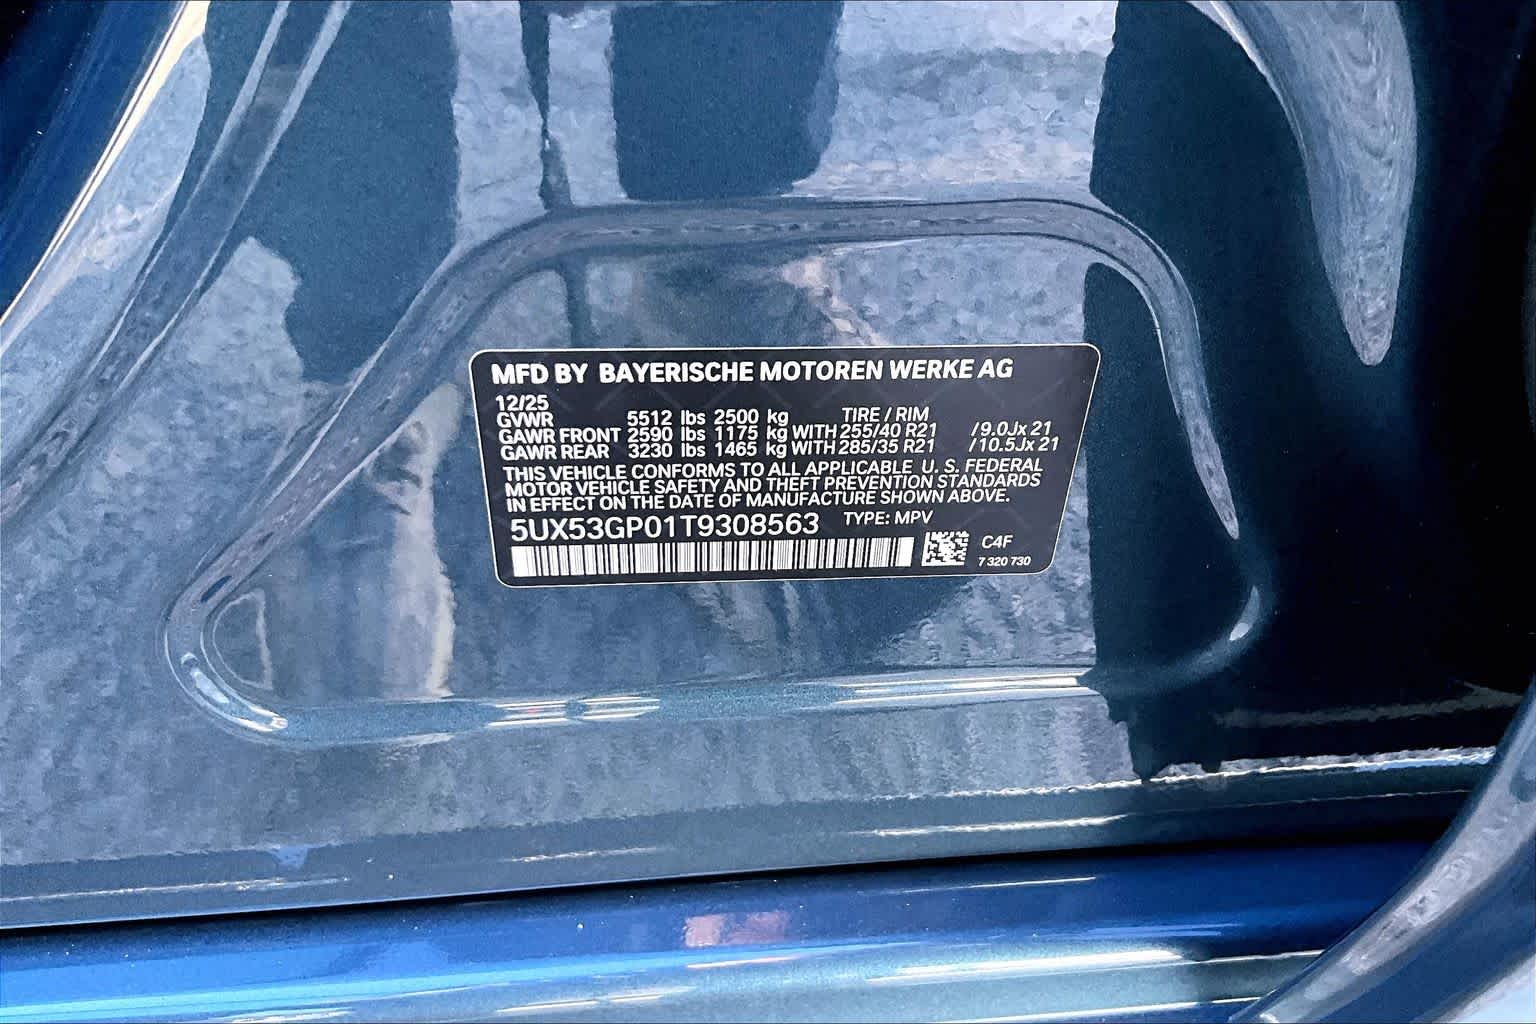 MFD BY BAYERISCHE MOTOREN WERKE AG
12/25
GVWR 5512 lbs 2500 kg TIRE / RIM
GAWR FRONT 2590 lbs 1175 kg WITH 255/40 R21 /9.0Jx 21
GAWR REAR 3230 lbs 1465 kg WITH 285/35 R21 /10.5Jx 21
THIS VEHICLE CONFORMS TO ALL APPLICABLE U. S. FEDERAL
MOTOR VEHICLE SAFETY AND THEFT PREVENTION STANDARDS
IN EFFECT ON THE DATE OF MANUFACTURE SHOWN ABOVE.
5UX53GP01T9308563 TYPE: MPV
C4F
7 320 730